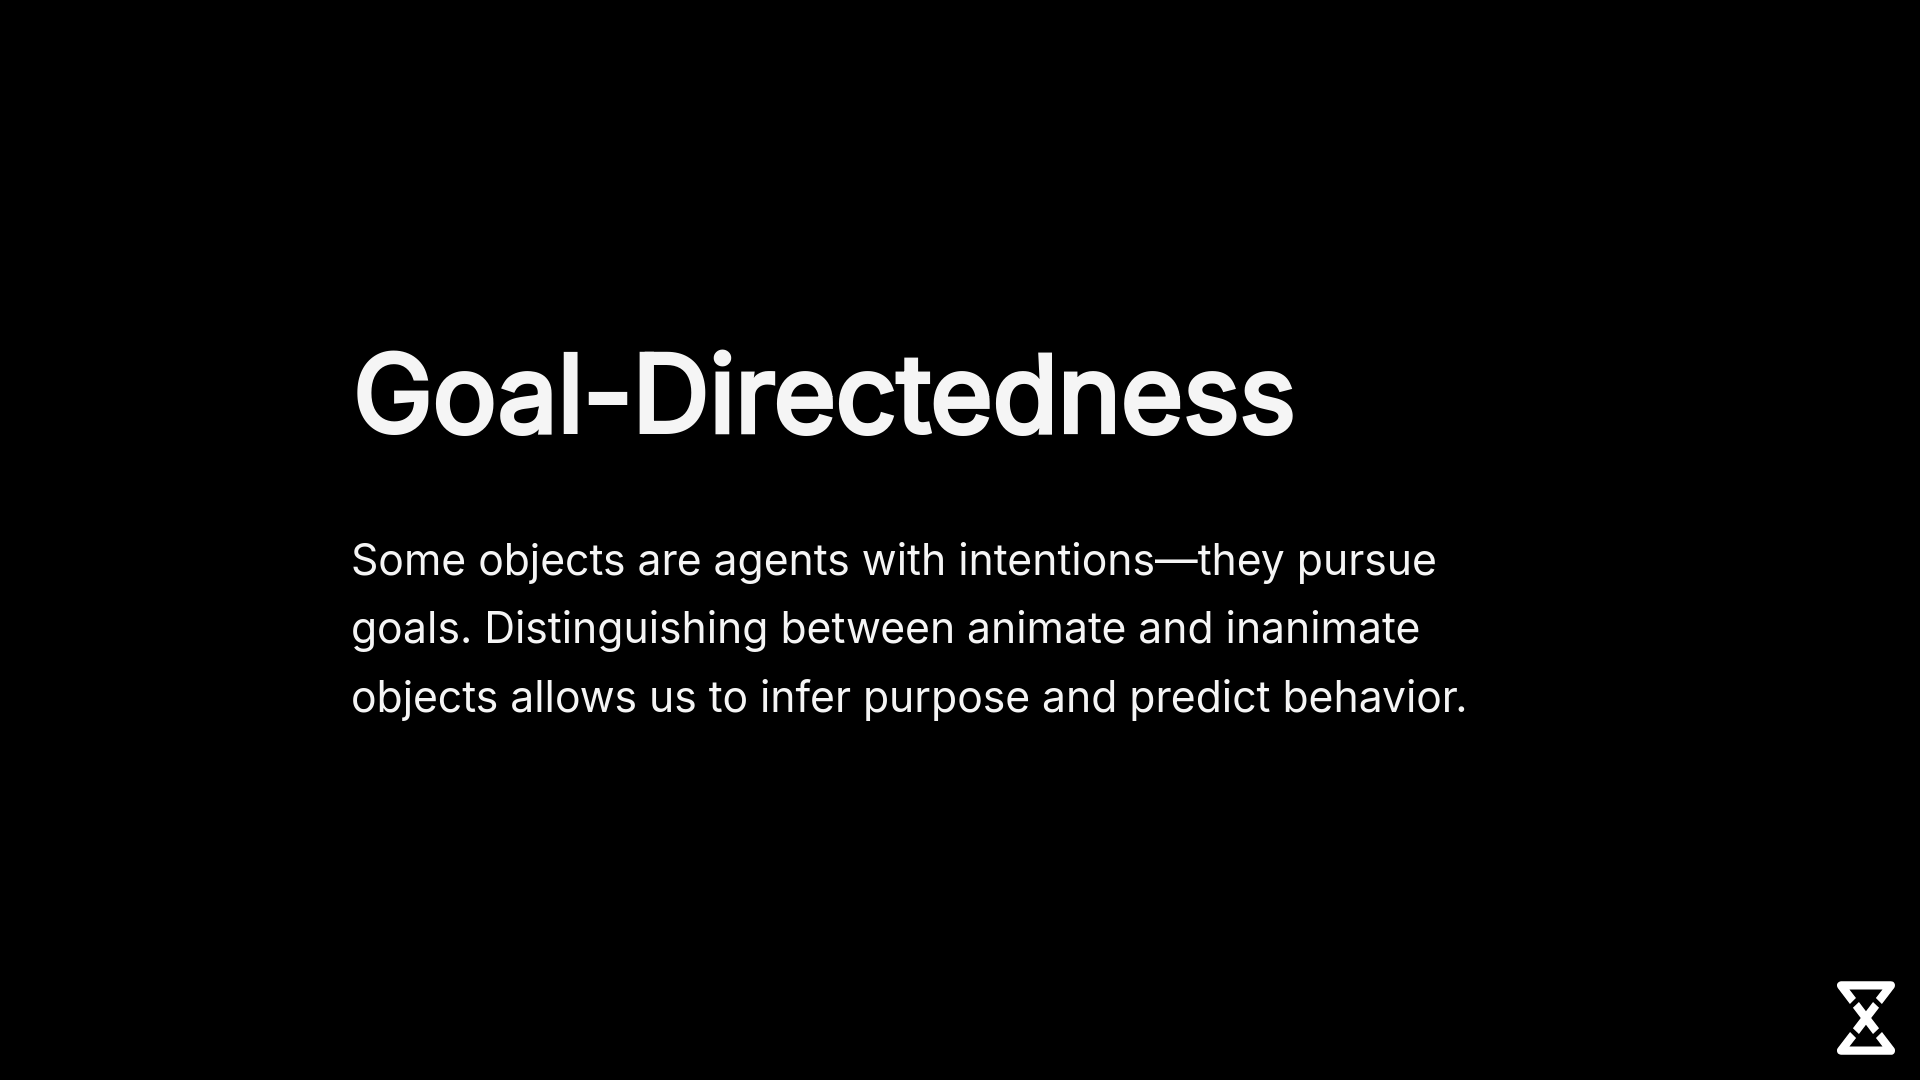 Goal-Directedness
Some objects are agents with intentions—they pursue
goals. Distinguishing between animate and inanimate
objects allows us to infer purpose and predict behavior.